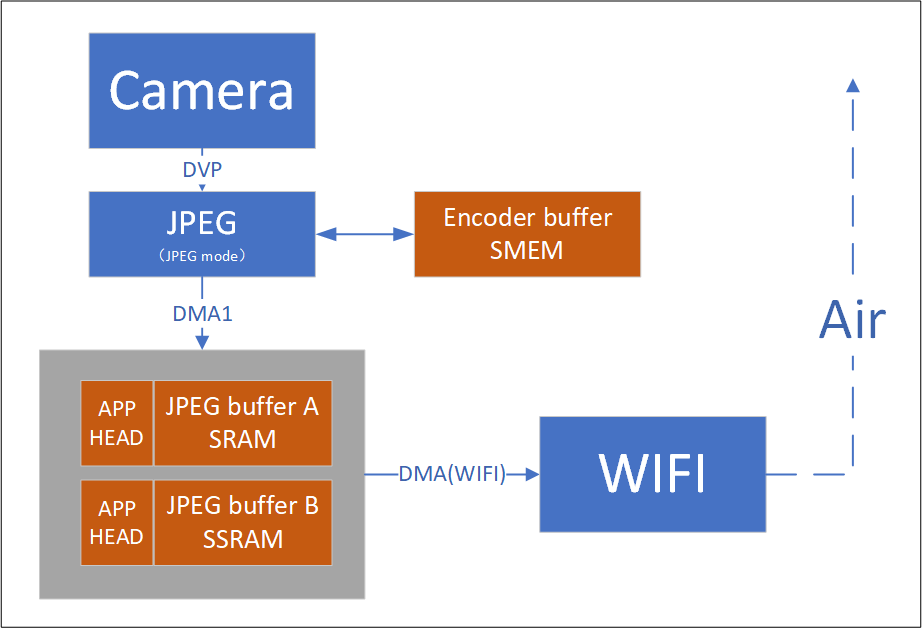 Camera
DVP
JPEG
（JPEG mode）
Encoder buffer
SMEM
DMA1
APP
HEAD
JPEG buffer A
SRAM
APP
HEAD
JPEG buffer B
SSRAM
DMA(WIFI)
WIFI
Air